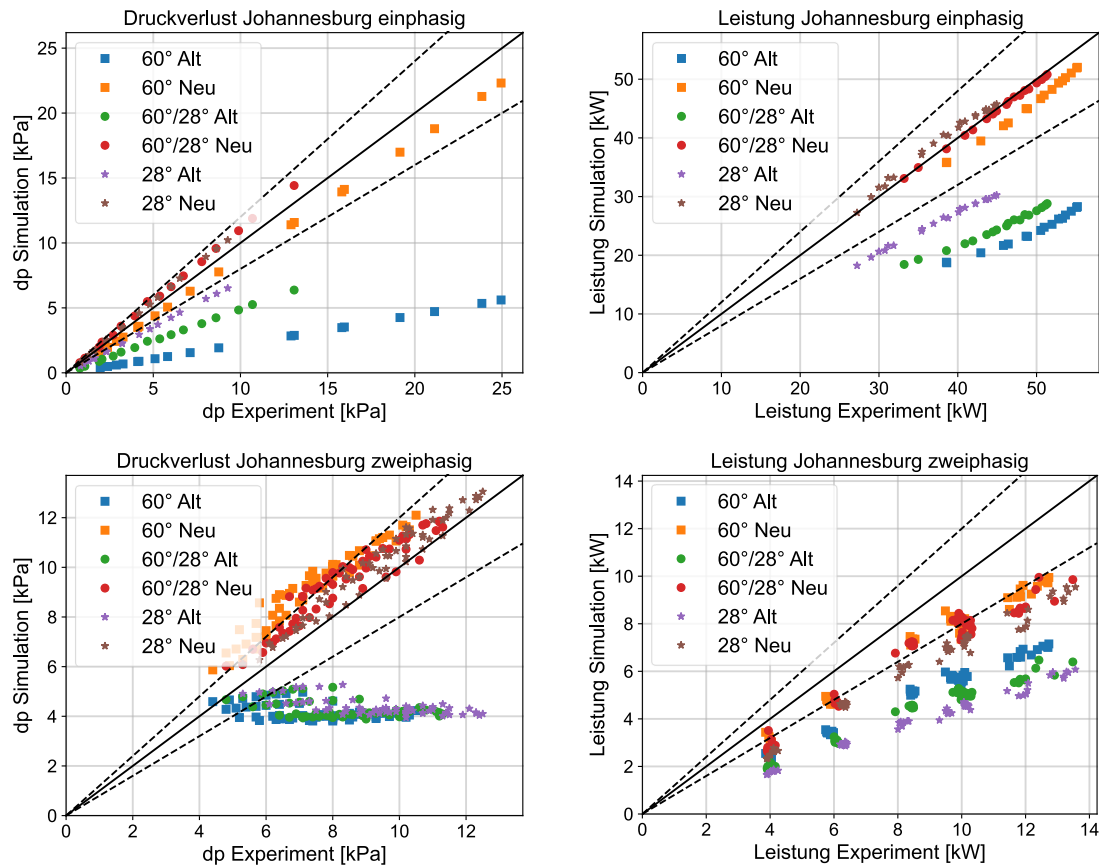 Druckverlust Johannesburg einphasig
25
20
15
10
5
0
dp Simulation [kPa]
60° Alt
60° Neu
60°/28° Alt
60°/28° Neu
28° Alt
28° Neu
0 5 10 15 20 25
dp Experiment [kPa]
Leistung Johannesburg einphasig
50
40
30
20
10
0
Leistung Simulation [kW]
60° Alt
60° Neu
60°/28° Alt
60°/28° Neu
28° Alt
28° Neu
0 10 20 30 40 50
Leistung Experiment [kW]
Druckverlust Johannesburg zweiphasig
12
10
8
6
4
2
0
dp Simulation [kPa]
60° Alt
60° Neu
60°/28° Alt
60°/28° Neu
28° Alt
28° Neu
0 2 4 6 8 10 12
dp Experiment [kPa]
Leistung Johannesburg zweiphasig
14
12
10
8
6
4
2
0
Leistung Simulation [kW]
60° Alt
60° Neu
60°/28° Alt
60°/28° Neu
28° Alt
28° Neu
0 2 4 6 8 10 12 14
Leistung Experiment [kW]